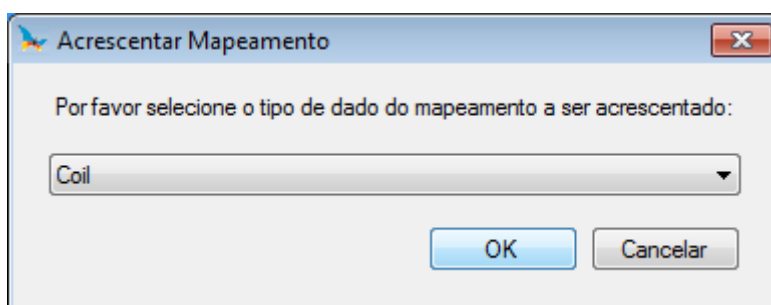 Acrescentar Mapeamento
Por favor selecione o tipo de dado do mapeamento a ser acrescentado:
Coil
OK Cancelar